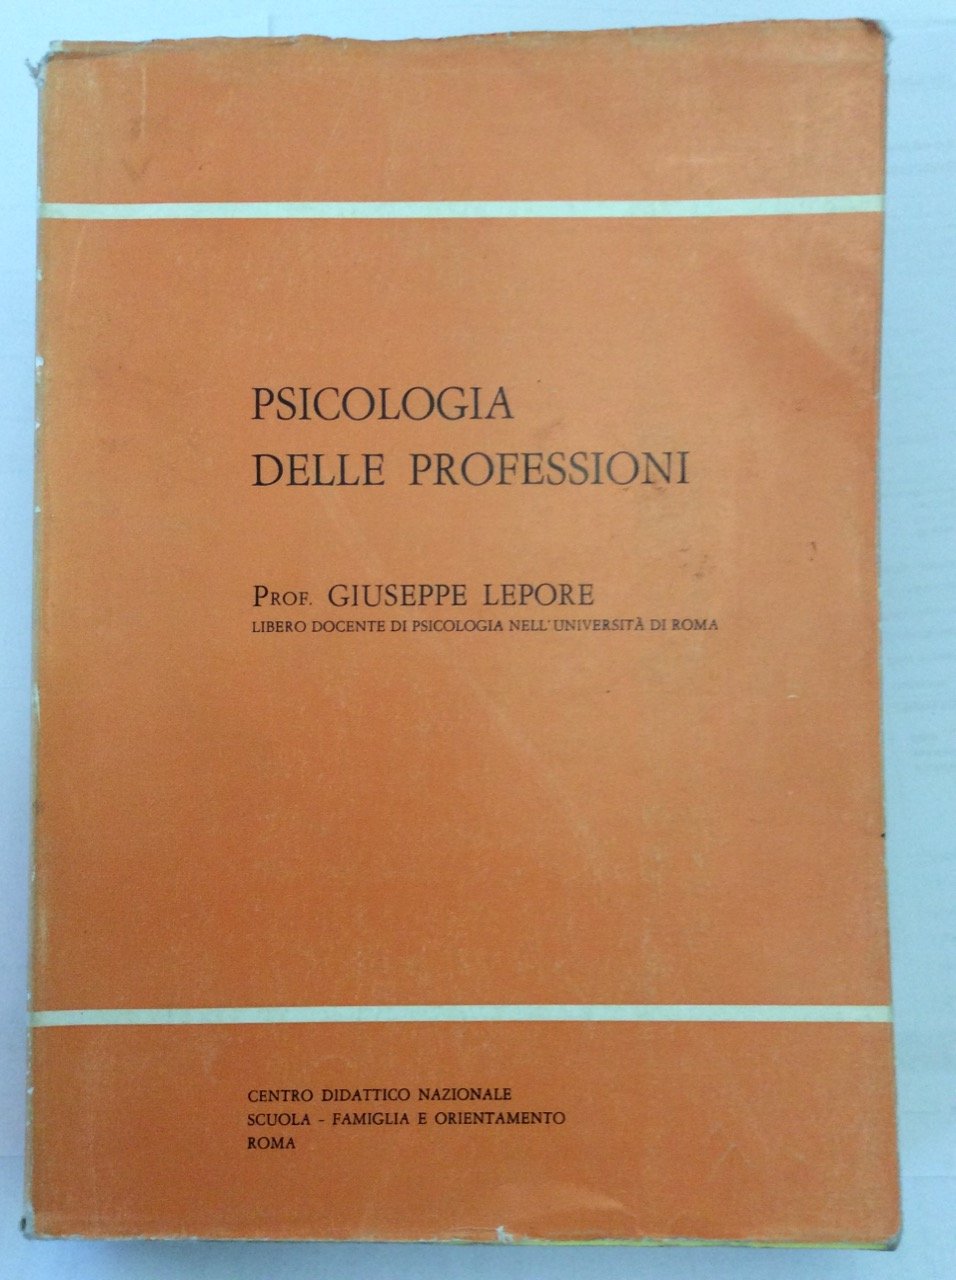 PSICOLOGIA
DELLE PROFESSIONI
PROF. GIUSEPPE LEPORE
LIBERO DOCENTE DI PSICOLOGIA NELL'UNIVERSITÀ DI ROMA
CENTRO DIDATTICO NAZIONALE
SCUOLA - FAMIGLIA E ORIENTAMENTO
ROMA